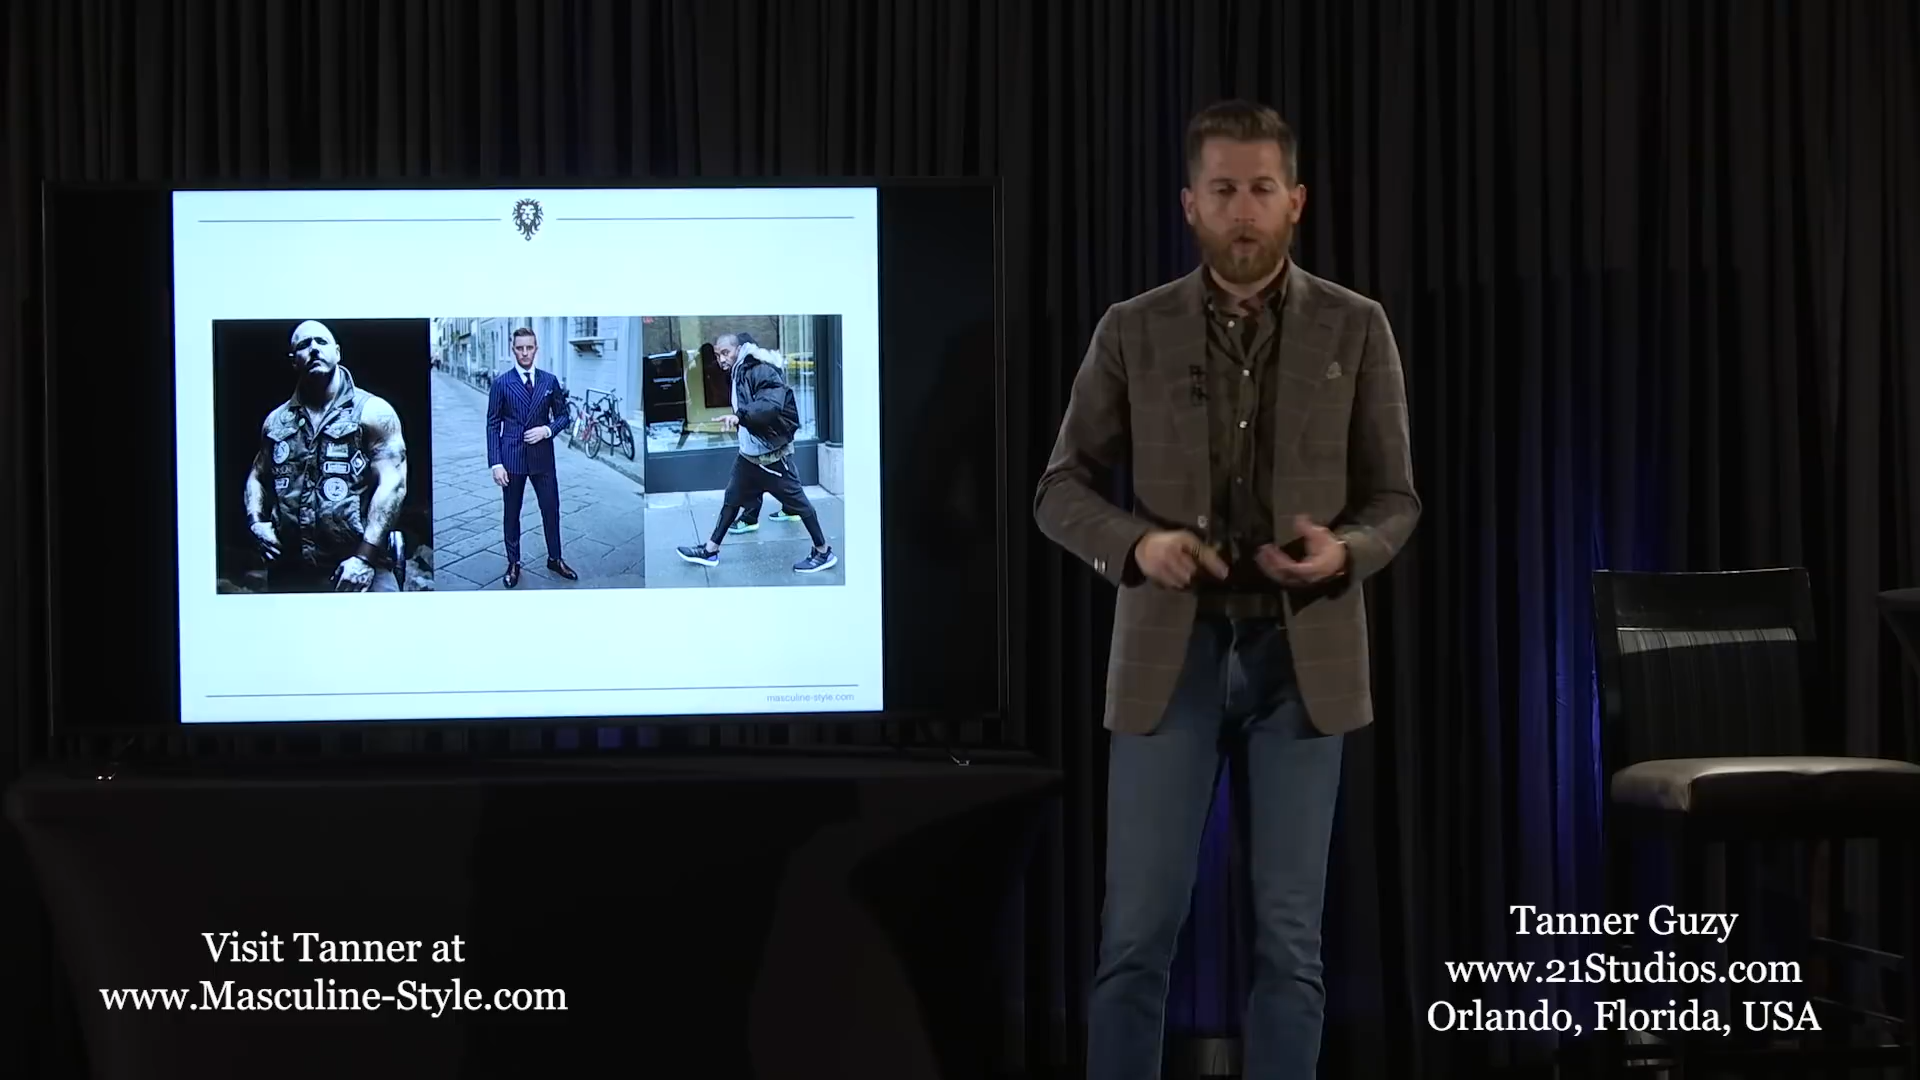 masculine-style.com
Visit Tanner at
www.Masculine-Style.com
Tanner Guzy
www.21Studios.com
Orlando, Florida, USA